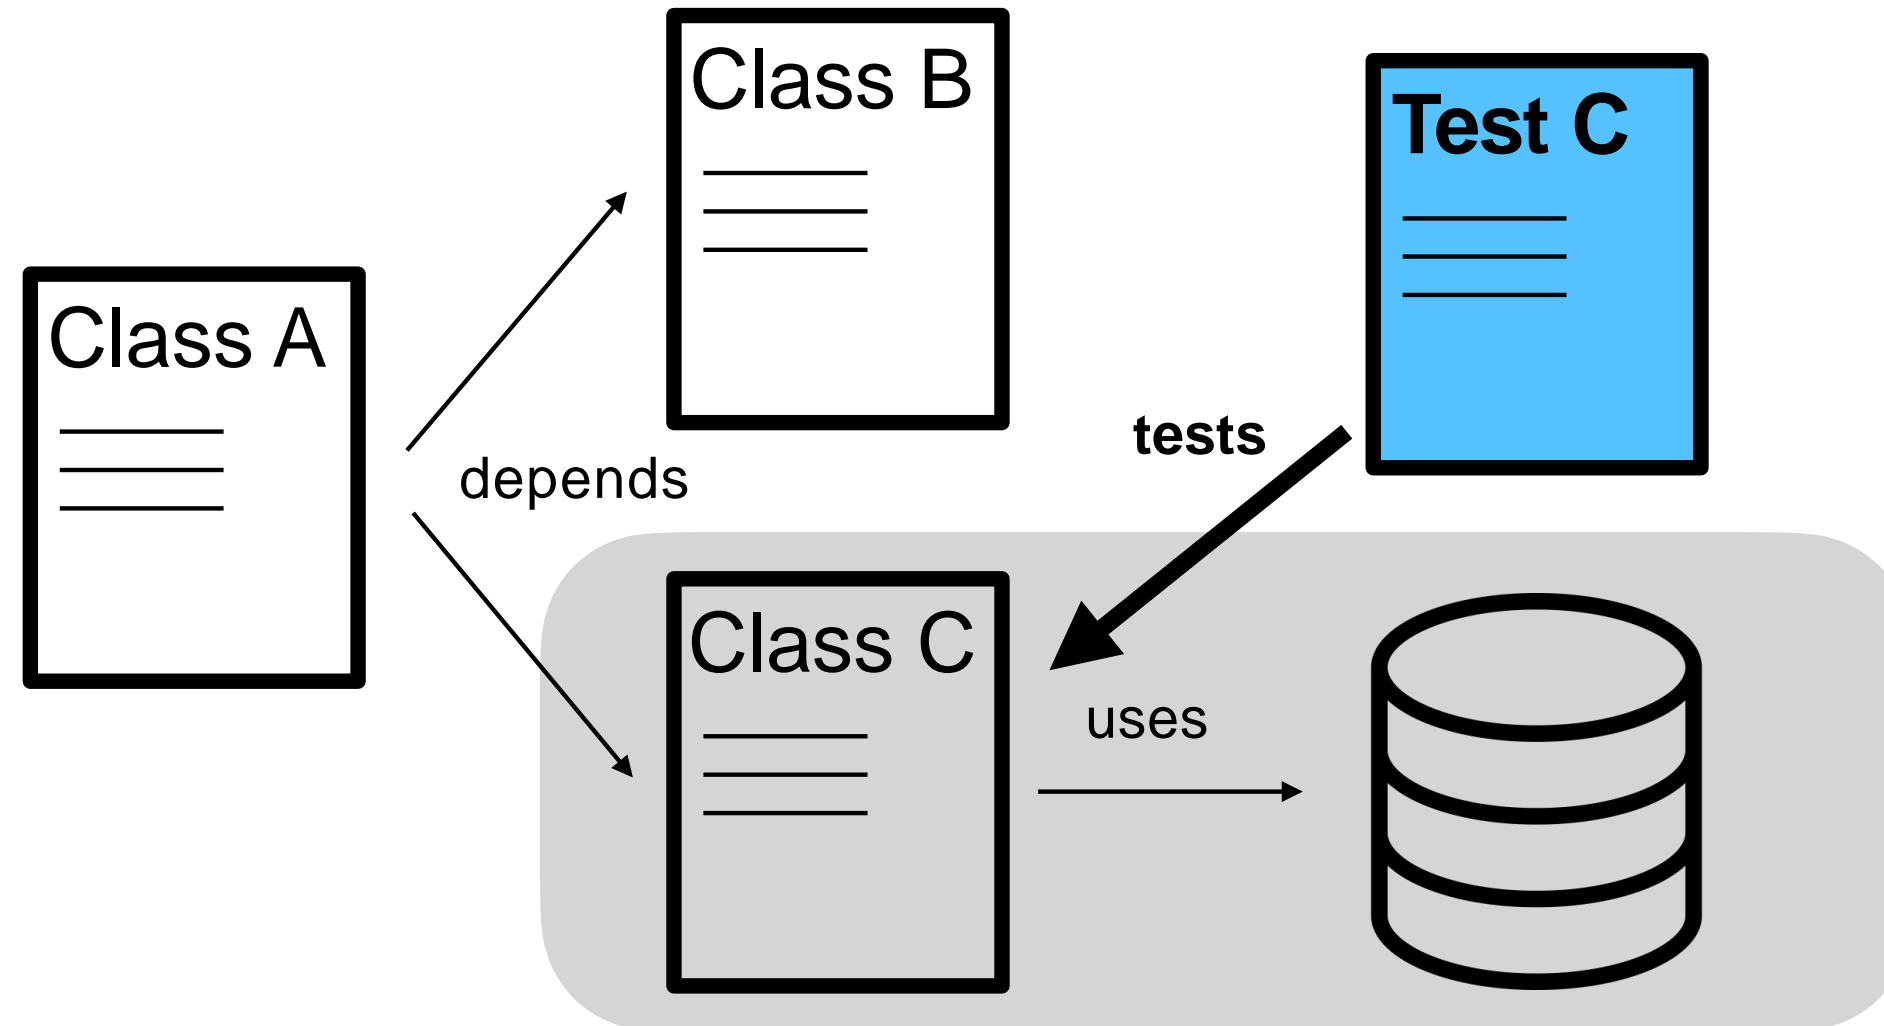 Class B
Test C
Class A
tests
depends
Class C
uses